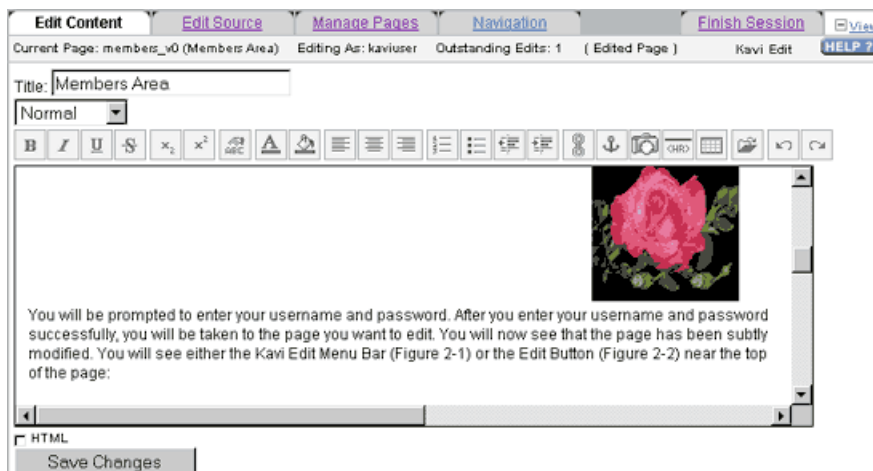 Edit Content Edit Source Manage Pages Navigation Finish Session View
Current Page: members_v0 (Members Area) Editing As: kaviuser Outstanding Edits: 1 ( Edited Page ) Kavi Edit HELP ?
Title: Members Area
Normal
B I U S x₂ x² ABC A <HR>
You will be prompted to enter your username and password. After you enter your username and password
successfully, you will be taken to the page you want to edit. You will now see that the page has been subtly
modified. You will see either the Kavi Edit Menu Bar (Figure 2-1) or the Edit Button (Figure 2-2) near the top
of the page:
HTML
Save Changes